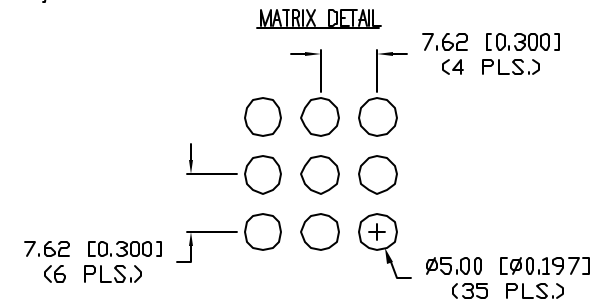 MATRIX DETAIL
7.62 [0.300]
(4 PLS.)
7.62 [0.300]
(6 PLS.)
Ø5.00 [Ø0.197]
(35 PLS.)